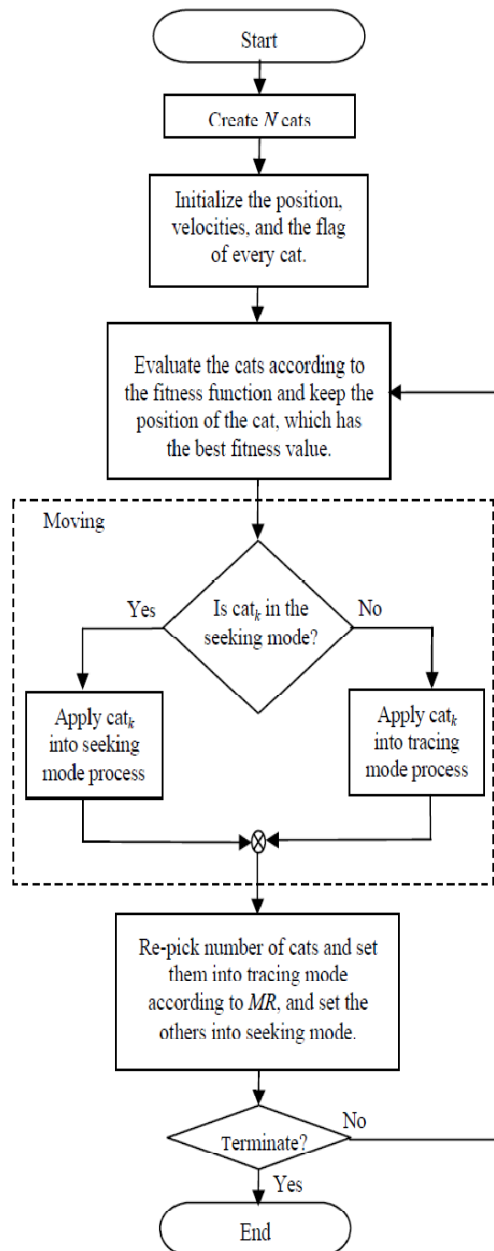 Start
Create N cats
Initialize the position,
velocities, and the flag
of every cat.
Evaluate the cats according to
the fitness function and keep the
position of the cat, which has
the best fitness value.
Moving
Yes
Is catk in the
seeking mode?
No
Apply catk
into seeking
mode process
Apply catk
into tracing
mode process
Re-pick number of cats and set
them into tracing mode
according to MR, and set the
others into seeking mode.
No
Terminate?
Yes
End